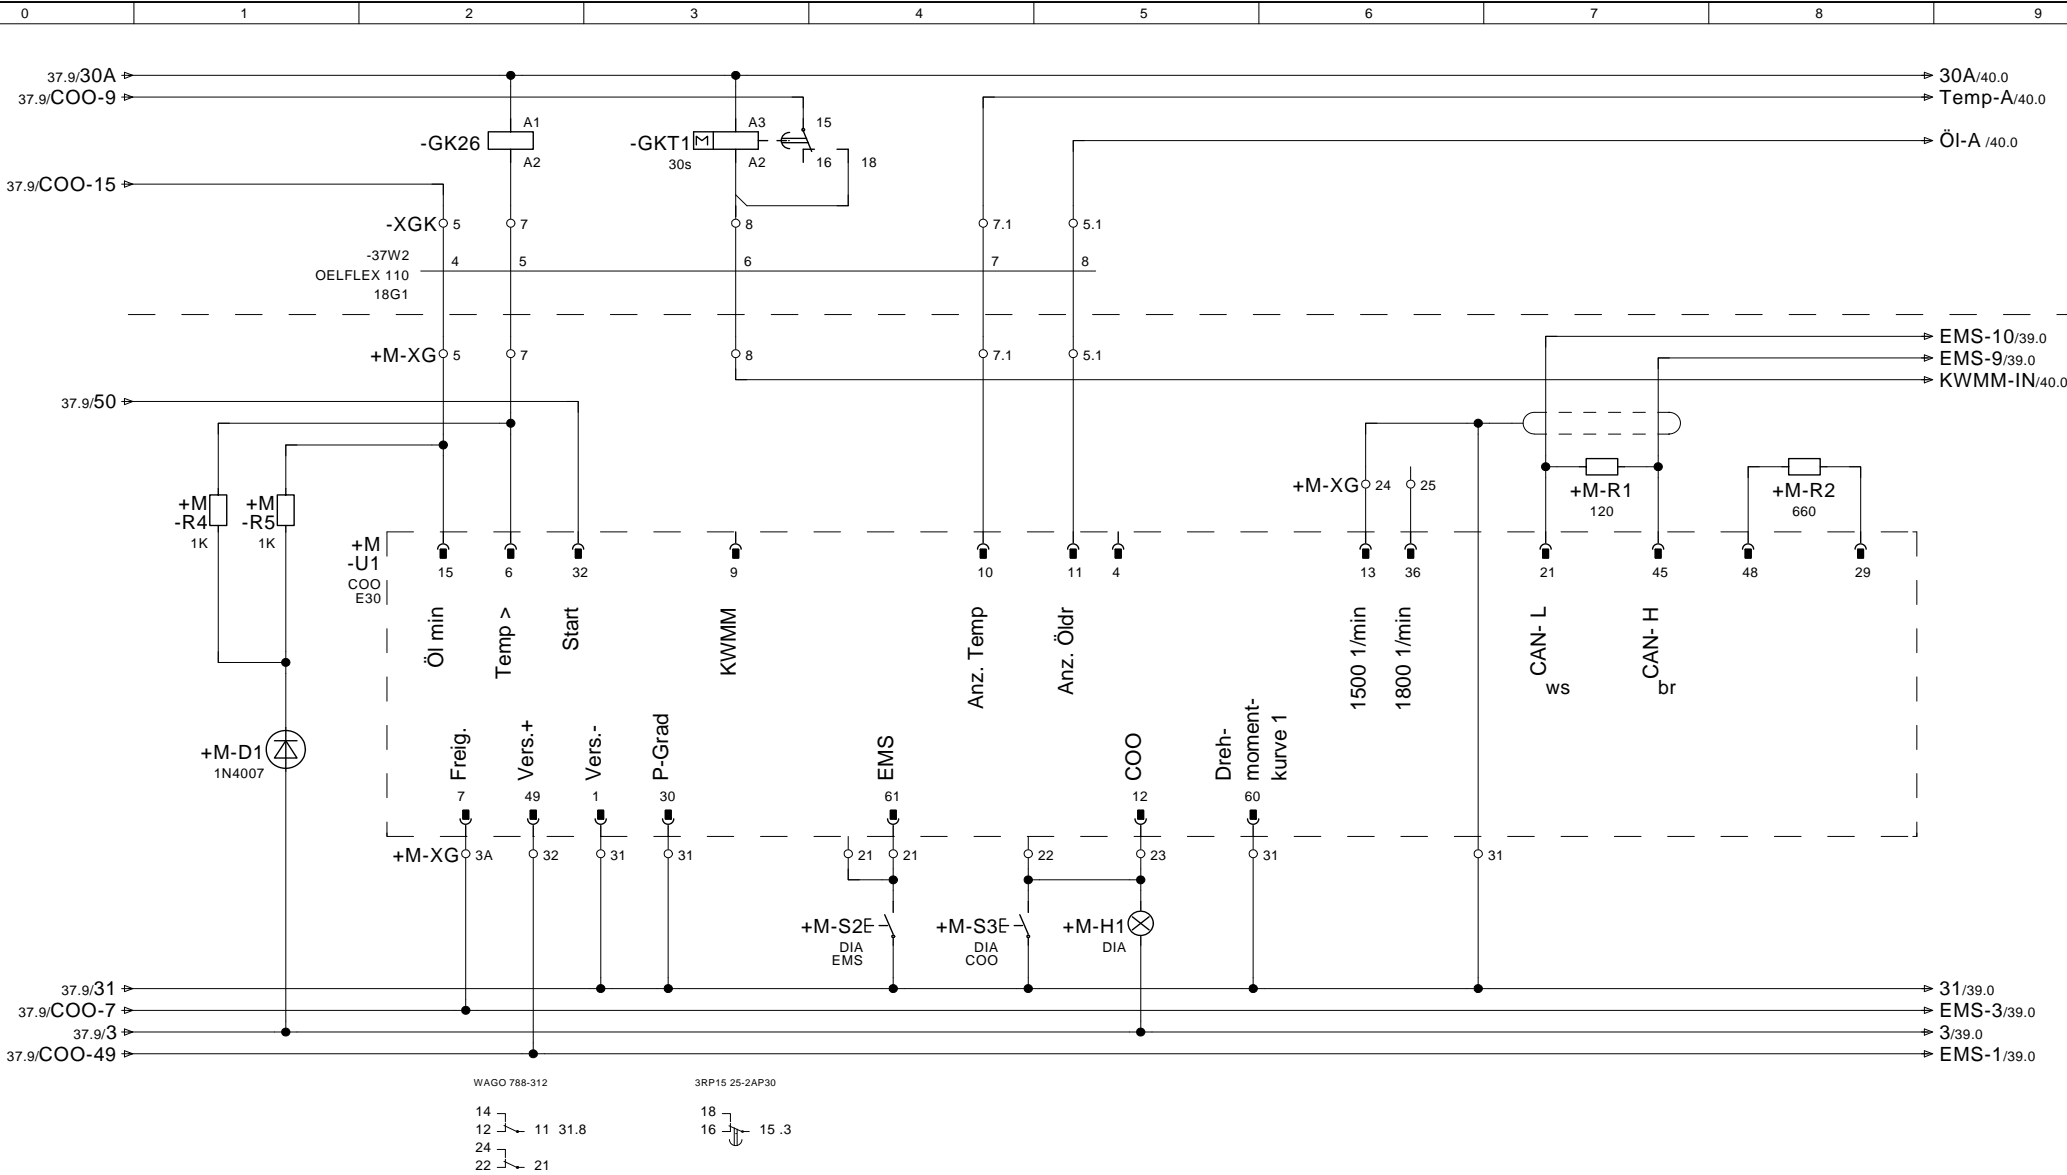 0 1 2 3 4 5 6 7 8 9
37.9/30A 30A/40.0
37.9/COO-9 Temp-A/40.0
A1 A3 15
-GK26 -GKT1 M Öl-A /40.0
30s
A2 A2 16 18
37.9/COO-15
-XGK 5 7 8 7.1 5.1
-37W2
4 5 6 7 8
OELFLEX 110
18G1
EMS-10/39.0
+M-XG 5 7 8 7.1 5.1
EMS-9/39.0
KWMM-IN/40.0
37.9/50
+M-XG 24 25
+M-R1 +M-R2
120 660
+M +M
-R4 -R5
1K 1K
+M
-U1
COO
E30
15 6 32 9 10 11 4 13 36 21 45 48 29
Öl min
Temp >
Start
KWMM
Anz. Temp
Anz. Öldr
1500 1/min
1800 1/min
CAN- L
ws
CAN- H
br
+M-D1
1N4007
Freig.
Vers.+
Vers.-
P-Grad
EMS
COO
Dreh-
moment-
kurve 1
7 49 1 30 61 12 60
+M-XG 3A 32 31 31 21 21 22 23 31 31
+M-S2 E +M-S3 E +M-H1
DIA DIA DIA
EMS COO
37.9/31 31/39.0
37.9/COO-7 EMS-3/39.0
37.9/3 3/39.0
37.9/COO-49 EMS-1/39.0
WAGO 788-312 3RP15 25-2AP30
14 18
12 11 31.8 16 15 .3
24
22 21